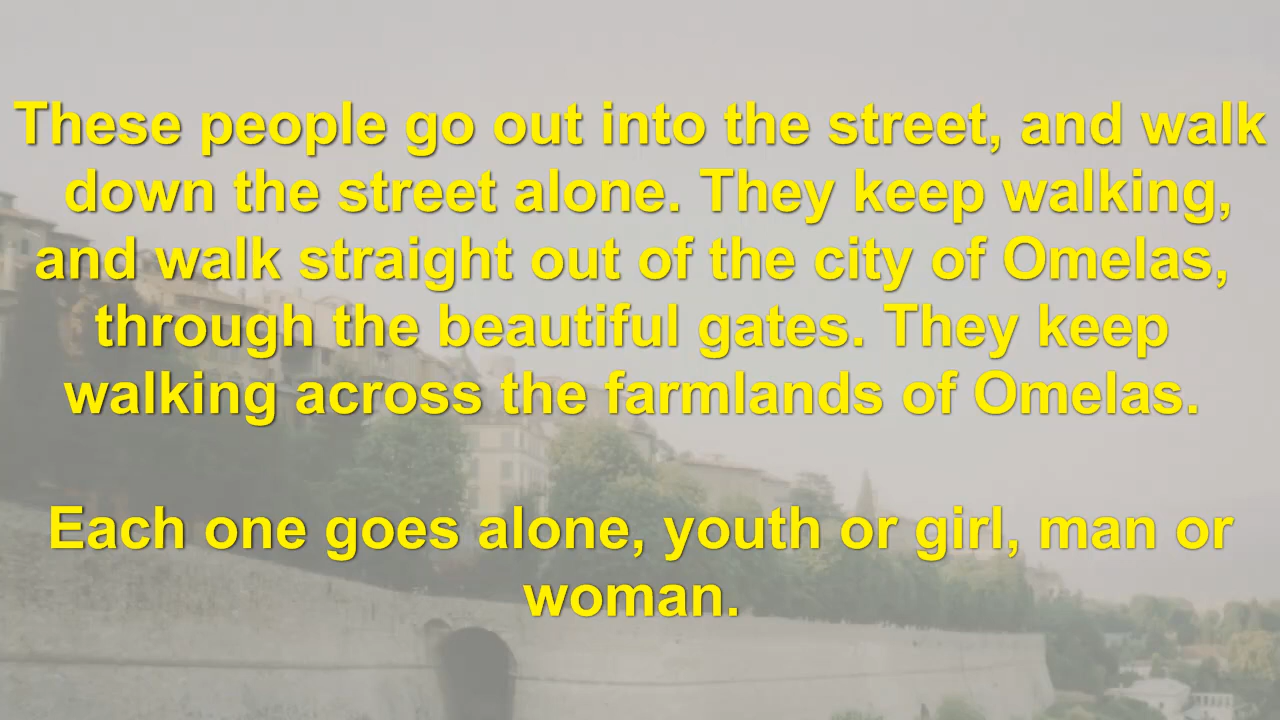 These people go out into the street, and walk
down the street alone. They keep walking,
and walk straight out of the city of Omelas,
through the beautiful gates. They keep
walking across the farmlands of Omelas.
Each one goes alone, youth or girl, man or
woman.